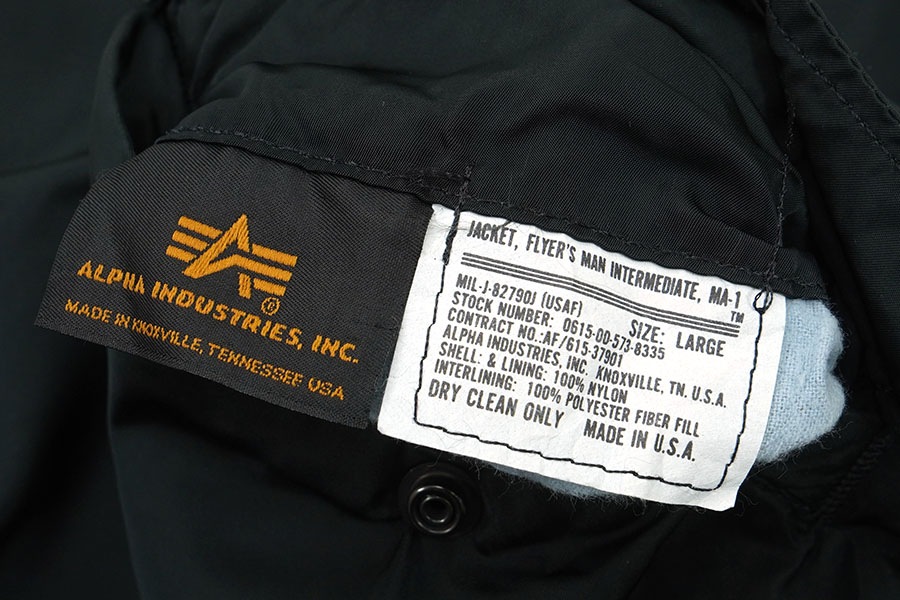 ALPHA INDUSTRIES, INC.
®
MADE IN KNOXVILLE, TENNESSEE USA
JACKET, FLYER'S MAN INTERMEDIATE, MA-1
TM
MIL-J-82790J (USAF)
SIZE: LARGE
STOCK NUMBER: 0615-00-573-8335
CONTRACT NO.:AF/615-37901
ALPHA INDUSTRIES, INC. KNOXVILLE, TN. U.S.A.
SHELL: & LINING: 100% NYLON
INTERLINING: 100% POLYESTER FIBER FILL
DRY CLEAN ONLY MADE IN U.S.A.